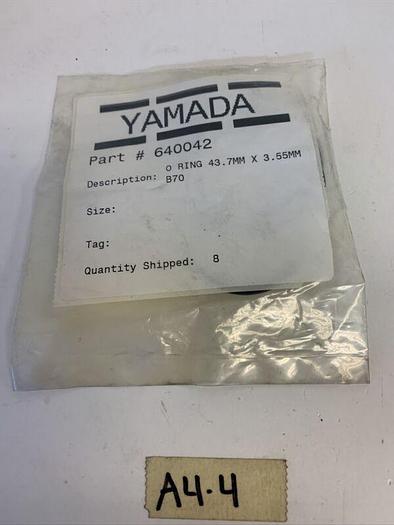 YAMADA
Part # 640042
Description: O RING 43.7MM X 3.55MM
B70
Size:
Tag:
Quantity Shipped: 8
A4.4